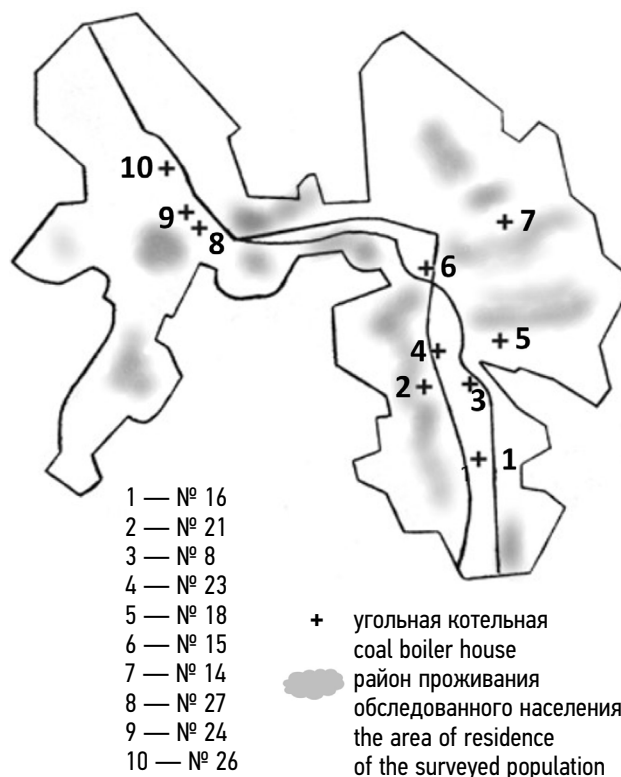 10
9
8
7
6
5
4
3
2
1
1
1 — № 16
2 — № 21
3 — № 8
4 — № 23
5 — № 18
6 — № 15
7 — № 14
8 — № 27
9 — № 24
10 — № 26
угольная котельная
coal boiler house
район проживания
обследованного населения
the area of residence
of the surveyed population